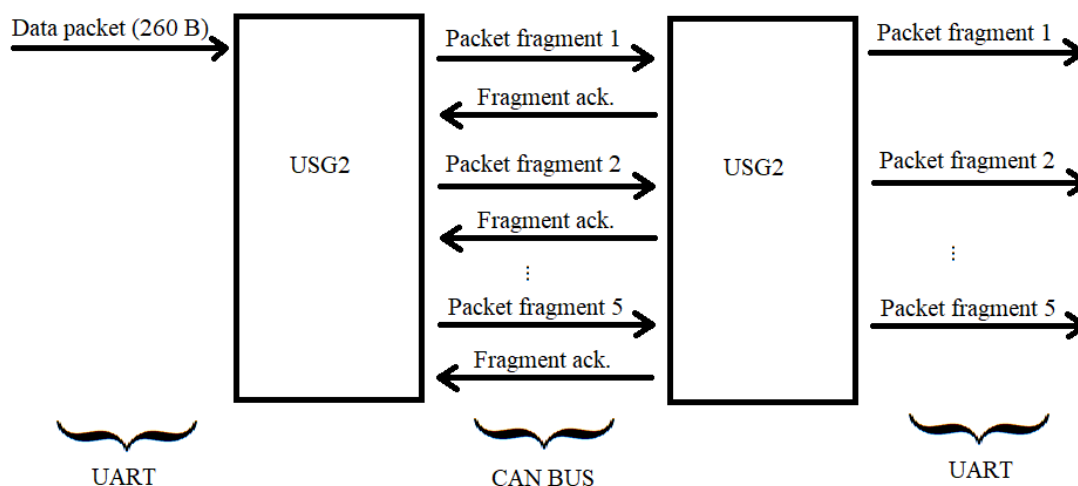 Data packet (260 B)
USG2
Packet fragment 1
Fragment ack.
Packet fragment 2
Fragment ack.
⋮
Packet fragment 5
Fragment ack.
USG2
Packet fragment 1
Packet fragment 2
⋮
Packet fragment 5
UART
CAN BUS
UART